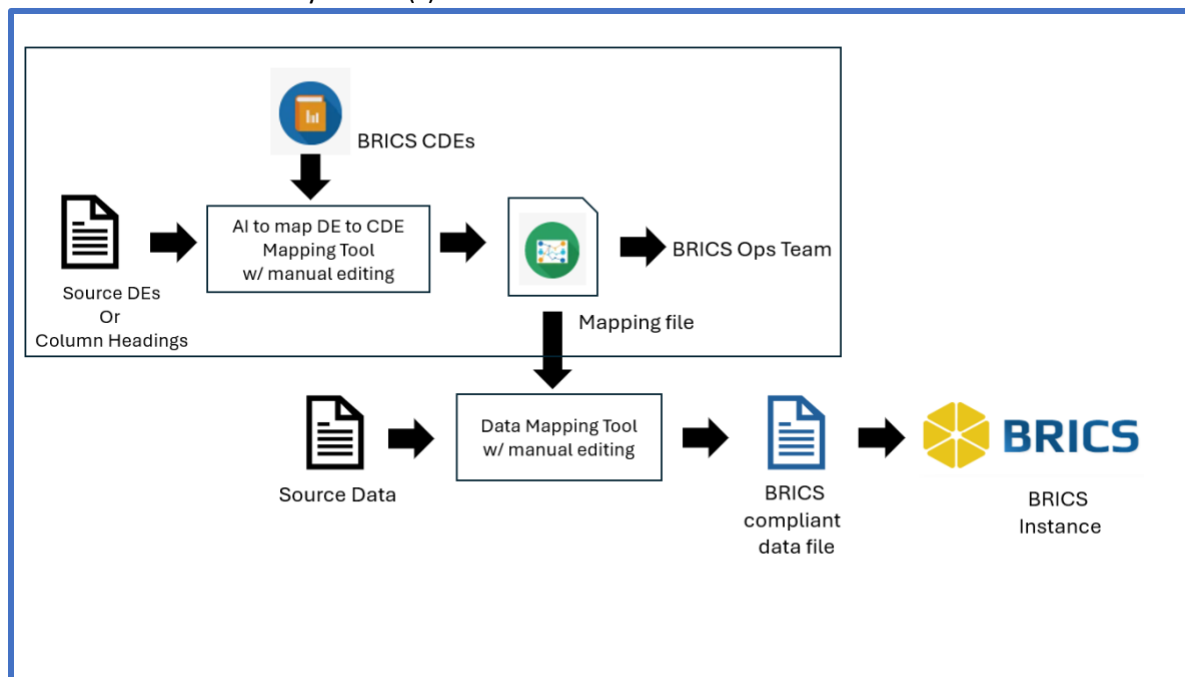 BRICS CDEs
AI to map DE to CDE
Mapping Tool
w/ manual editing
BRICS Ops Team
Source DEs
Or
Column Headings
Mapping file
Data Mapping Tool
w/ manual editing
BRICS
Source Data
BRICS
compliant
data file
BRICS
Instance